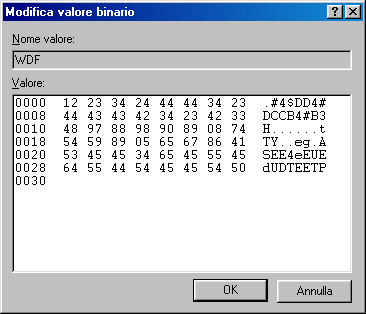 Modifica valore binario
Nome valore:
WDF
Valore:
0000 12 23 34 24 44 44 34 23 .#4$DD4#
0008 44 43 43 42 34 23 42 33 DCCB4#B3
0010 48 97 88 98 90 89 08 74 H......t
0018 54 59 89 05 65 67 86 41 TY..eg.A
0020 53 45 45 34 65 45 55 45 SEE4eEUE
0028 64 55 44 54 45 45 54 50 dUDTEETP
0030
OK Annulla